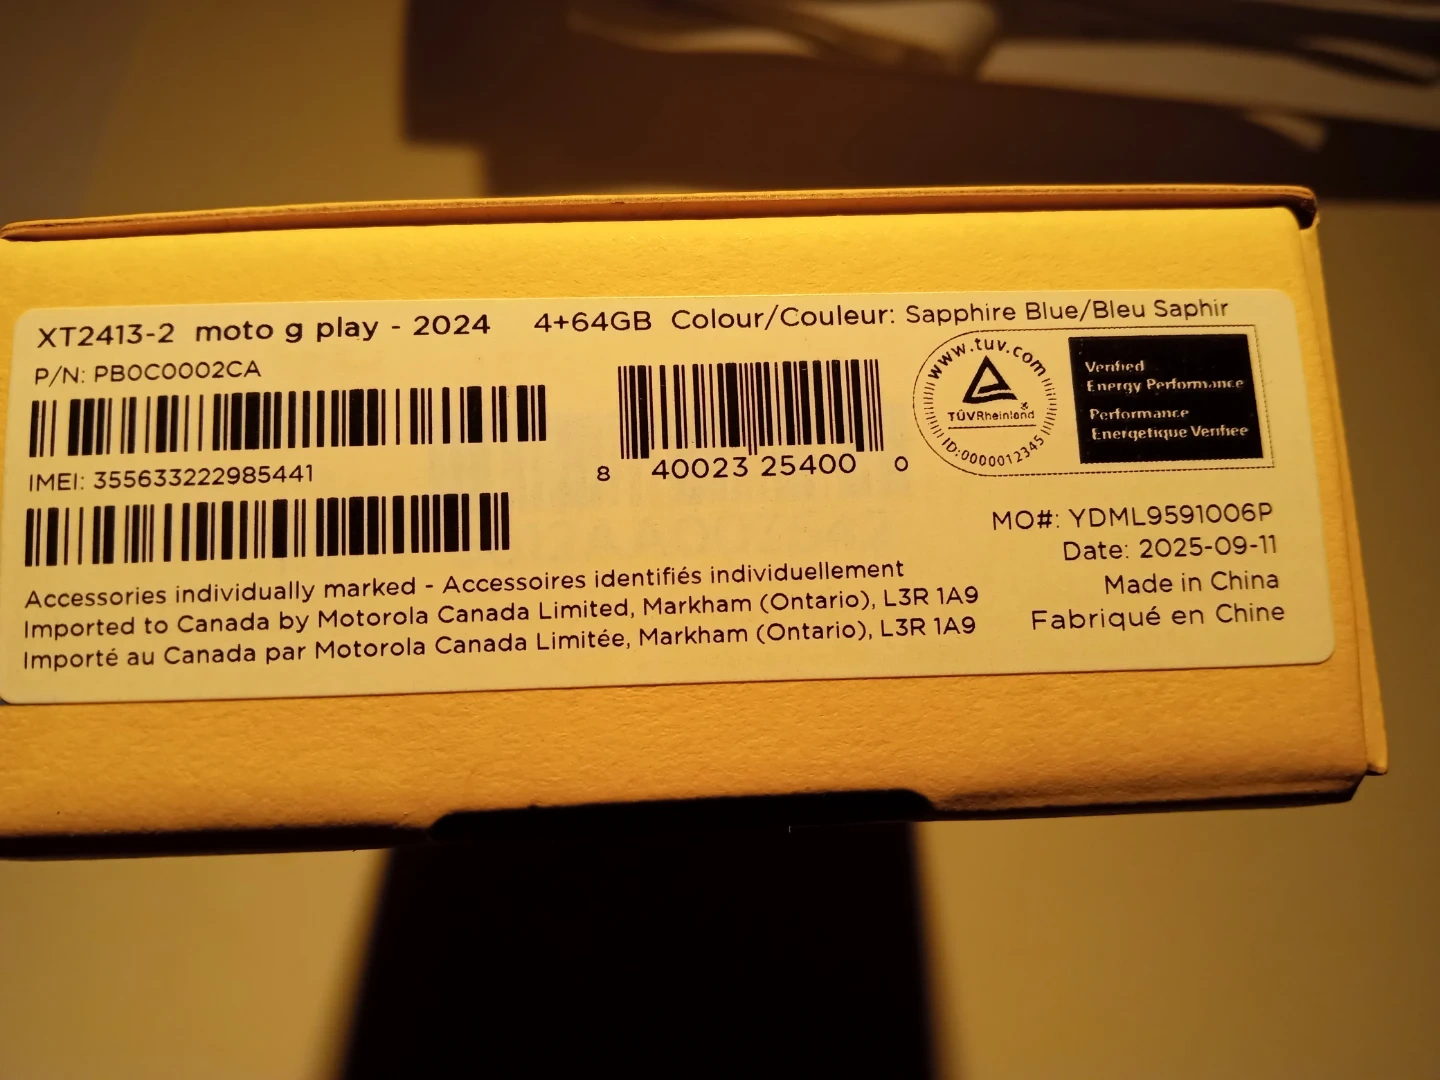 XT2413-2 moto g play - 2024 4+64GB Colour/Couleur: Sapphire Blue/Bleu Saphir
P/N: PB0C0002CA
IMEI: 355633222985441
8 40023 25400 0
www.tuv.com
TÜVRheinland
ID:0000012345
Verified
Energy Performance
Performance
Énergetique Verifiee
MO#: YDML9591006P
Date: 2025-09-11
Made in China
Fabriqué en Chine
Accessories individually marked - Accessoires identifiés individuellement
Imported to Canada by Motorola Canada Limited, Markham (Ontario), L3R 1A9
Importé au Canada par Motorola Canada Limitée, Markham (Ontario), L3R 1A9